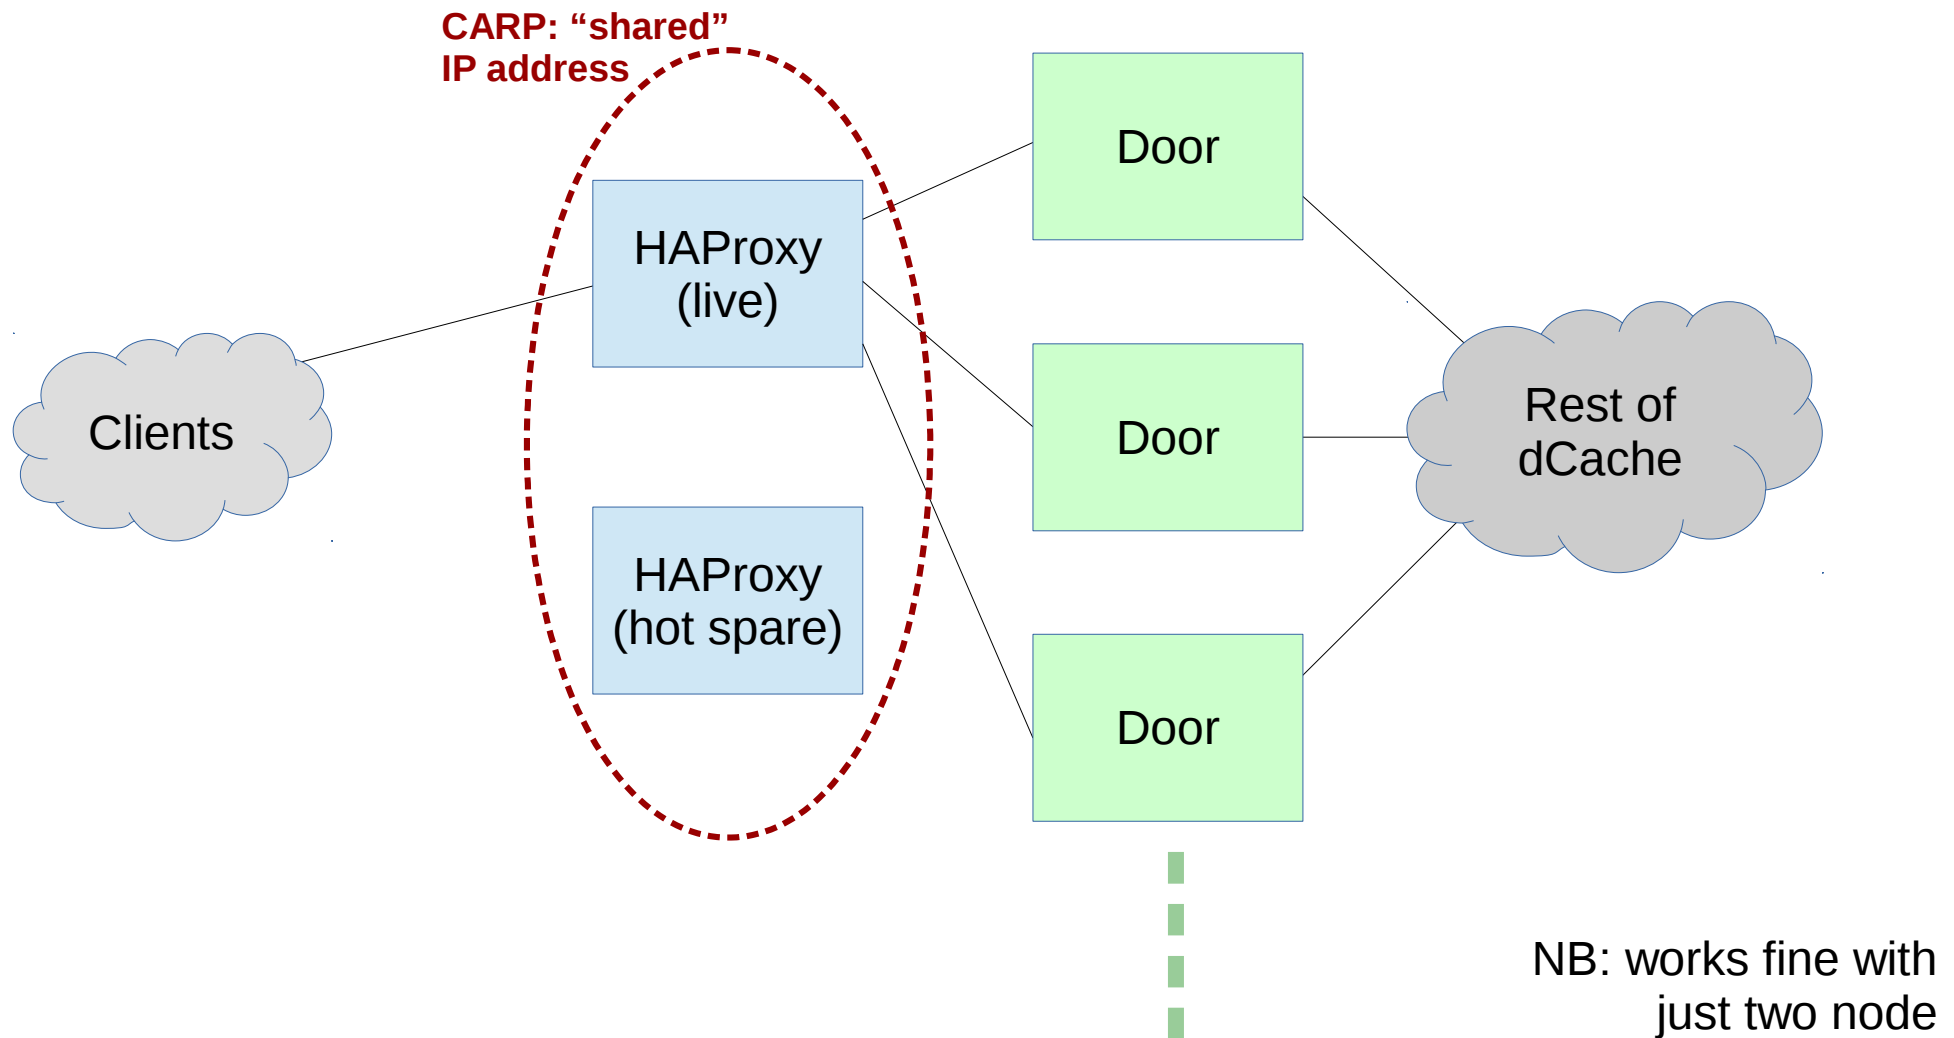 CARP: “shared”
IP address
Door
HAProxy
(live)
Clients
Door
Rest of
dCache
HAProxy
(hot spare)
Door
NB: works fine with
just two node